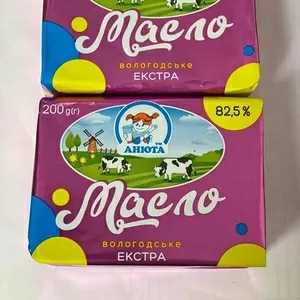 Масло
вологодське
ЕКСТРА
200 g(г)
82,5%
АНЮТА
Масло
вологодське
ЕКСТРА